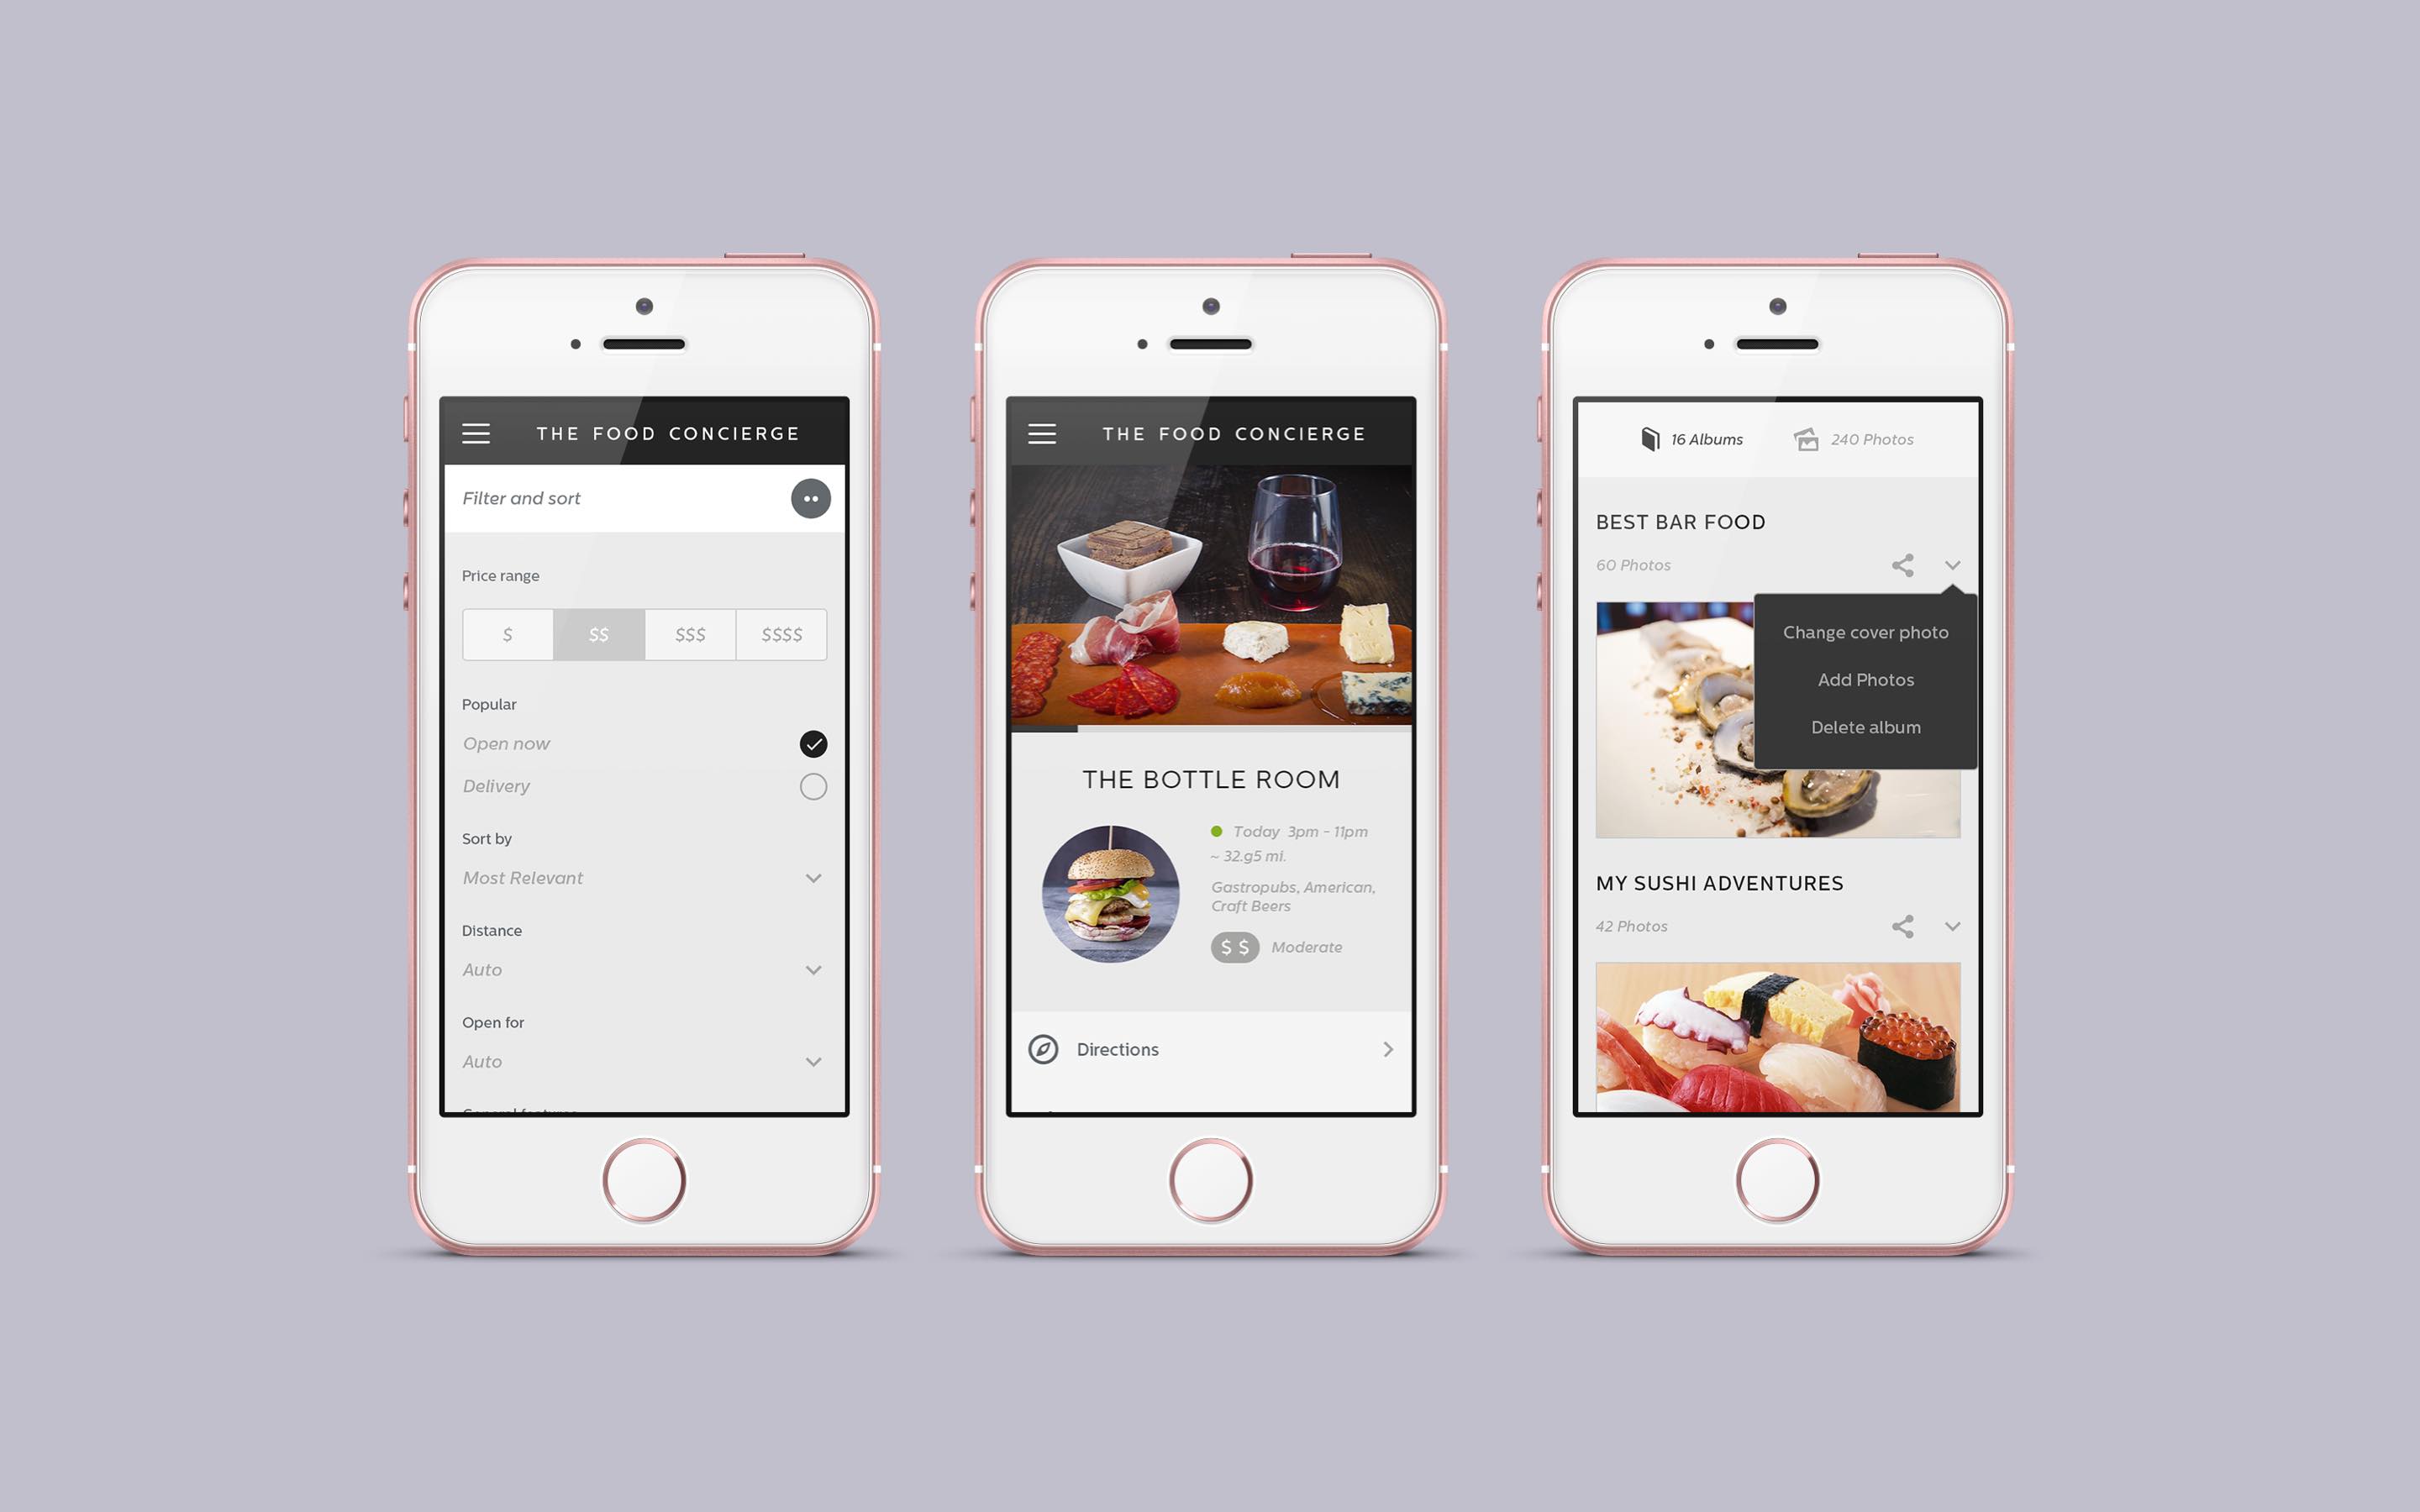 THE FOOD CONCIERGE
Filter and sort
Price range
$ $$ $$$ $$$$
Popular
Open now
Delivery
Sort by
Most Relevant
Distance
Auto
Open for
Auto
THE FOOD CONCIERGE
THE BOTTLE ROOM
Today 3pm - 11pm
~ 32.g5 mi.
Gastropubs, American,
Craft Beers
$ $ Moderate
Directions
16 Albums 240 Photos
BEST BAR FOOD
60 Photos
Change cover photo
Add Photos
Delete album
MY SUSHI ADVENTURES
42 Photos